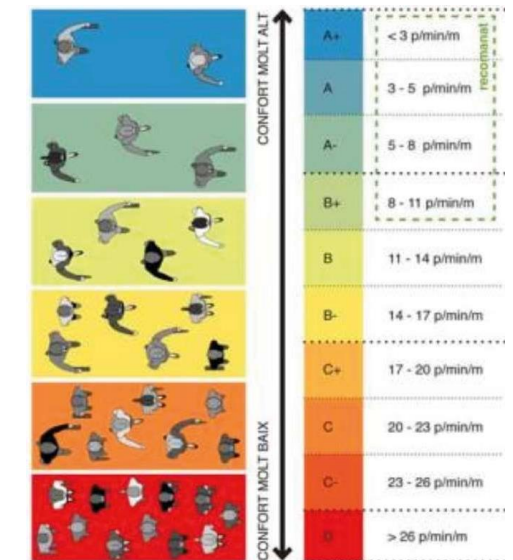 CONFORT MOLT ALT
CONFORT MOLT BAIX
A+ < 3 p/min/m
A 3 - 5 p/min/m
A- 5 - 8 p/min/m
B+ 8 - 11 p/min/m
recomanat
B 11 - 14 p/min/m
B- 14 - 17 p/min/m
C+ 17 - 20 p/min/m
C 20 - 23 p/min/m
C- 23 - 26 p/min/m
D > 26 p/min/m